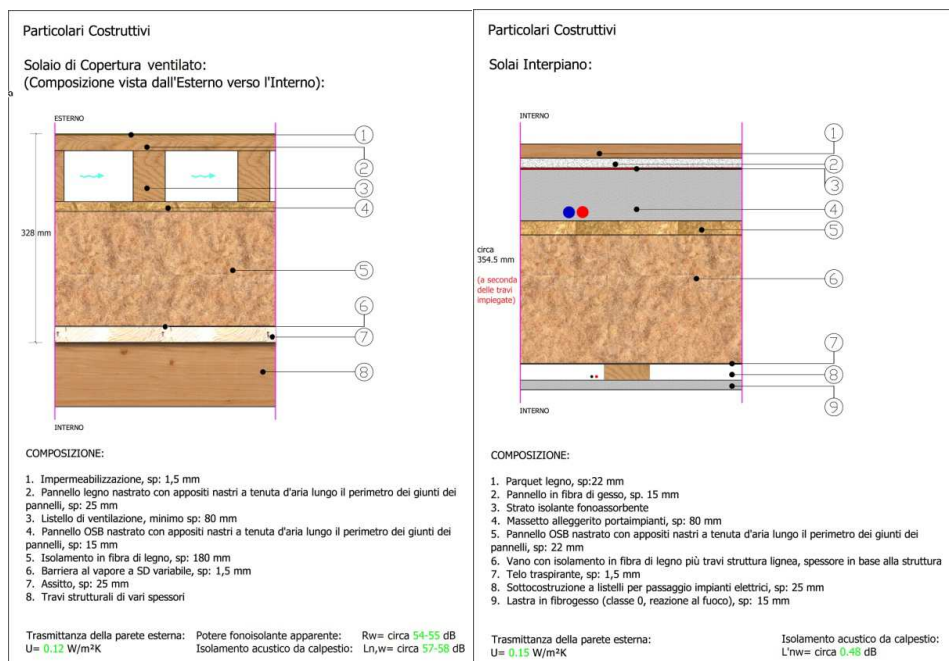 Particolari Costruttivi
Solaio di Copertura ventilato:
(Composizione vista dall'Esterno verso l'Interno):
ESTERNO
1
2
3
4
328 mm
5
6
7
8
INTERNO
COMPOSIZIONE:
1. Impermeabilizzazione, sp: 1,5 mm
2. Pannello legno nastrato con appositi nastri a tenuta d'aria lungo il perimetro dei giunti dei
pannelli, sp: 25 mm
3. Listello di ventilazione, minimo sp: 80 mm
4. Pannello OSB nastrato con appositi nastri a tenuta d'aria lungo il perimetro dei giunti dei
pannelli, sp: 15 mm
5. Isolamento in fibra di legno, sp: 180 mm
6. Barriera al vapore a SD variabile, sp: 1,5 mm
7. Assitto, sp: 25 mm
8. Travi strutturali di vari spessori
Trasmittanza della parete esterna: Potere fonoisolante apparente: Rw= circa 54-55 dB
U= 0.12 W/m²K Isolamento acustico da calpestio: Ln,w= circa 57-58 dB
Particolari Costruttivi
Solai Interpiano:
INTERNO
1
2
3
4
5
circa
354.5 mm
(a seconda
delle travi
impiegate)
6
7
8
9
INTERNO
COMPOSIZIONE:
1. Parquet legno, sp:22 mm
2. Pannello in fibra di gesso, sp. 15 mm
3. Strato isolante fonoassorbente
4. Massetto alleggerito portaimpianti, sp: 80 mm
5. Pannello OSB nastrato con appositi nastri a tenuta d'aria lungo il perimetro dei giunti dei
pannelli, sp: 22 mm
6. Vano con isolamento in fibra di legno più travi struttura lignea, spessore in base alla struttura
7. Telo traspirante, sp: 1,5 mm
8. Sottocostruzione a listelli per passaggio impianti elettrici, sp: 25 mm
9. Lastra in fibrogesso (classe 0, reazione al fuoco), sp: 15 mm
Trasmittanza della parete esterna: Isolamento acustico da calpestio:
U= 0.15 W/m²K L'nw= circa 0.48 dB